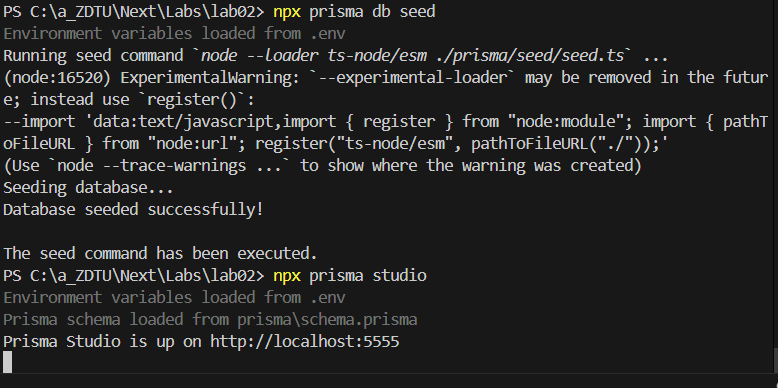 PS C:\a_ZDTU\Next\Labs\lab02> npx prisma db seed
Environment variables loaded from .env
Running seed command `node --loader ts-node/esm ./prisma/seed/seed.ts` ...
(node:16520) ExperimentalWarning: `--experimental-loader` may be removed in the futur
e; instead use `register()`:
--import 'data:text/javascript,import { register } from "node:module"; import { pathT
oFileURL } from "node:url"; register("ts-node/esm", pathToFileURL("./"));'
(Use `node --trace-warnings ...` to show where the warning was created)
Seeding database...
Database seeded successfully!
The seed command has been executed.
PS C:\a_ZDTU\Next\Labs\lab02> npx prisma studio
Environment variables loaded from .env
Prisma schema loaded from prisma\schema.prisma
Prisma Studio is up on http://localhost:5555